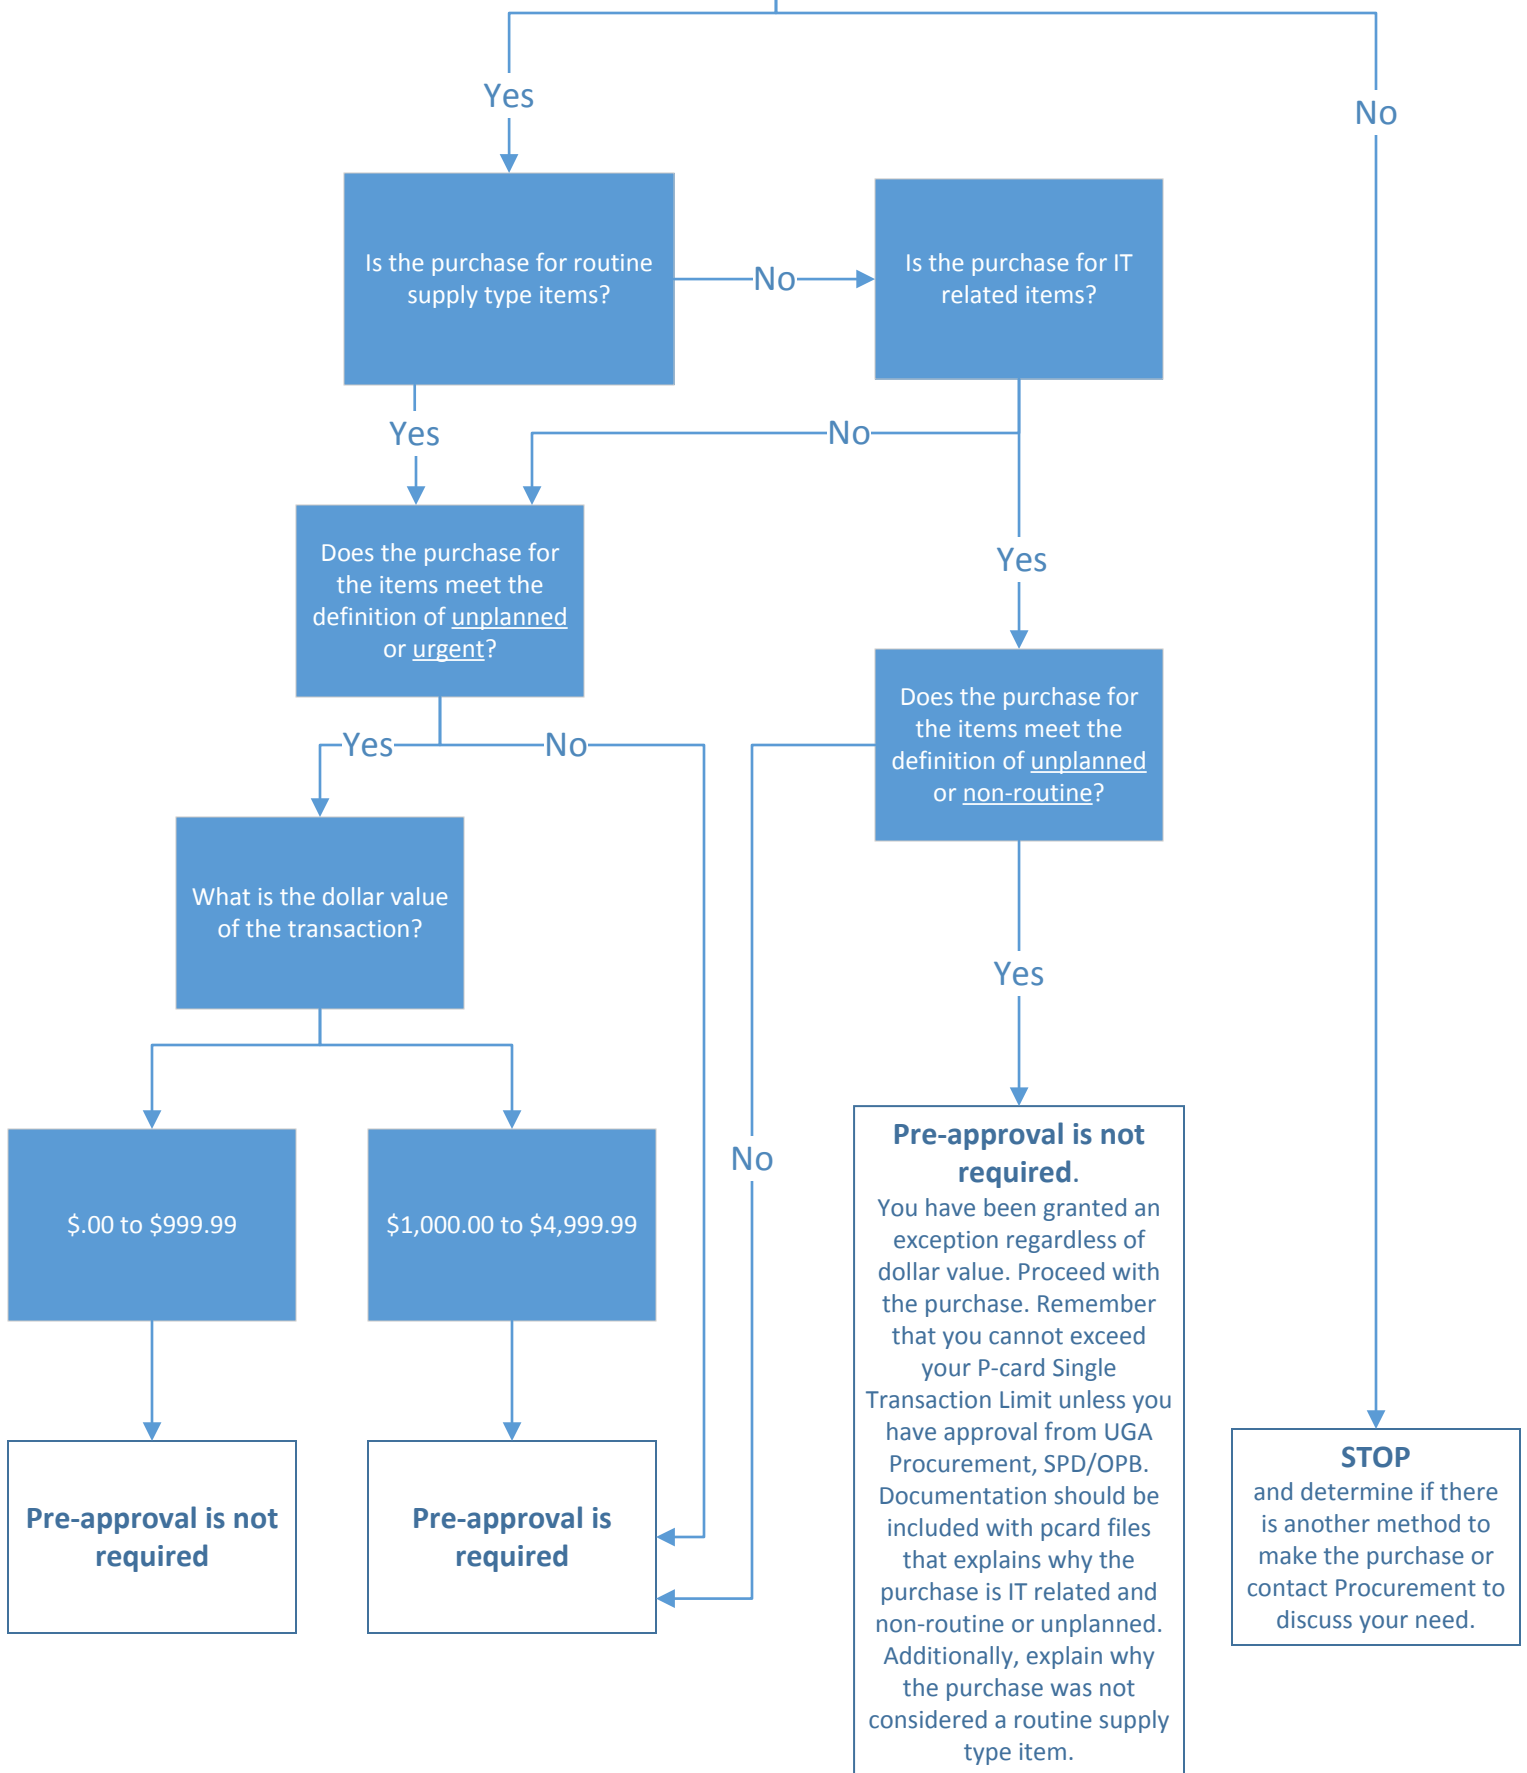 Yes
No
Is the purchase for routine
supply type items?
No
Is the purchase for IT
related items?
Yes
No
Does the purchase for
the items meet the
definition of unplanned
or urgent?
Yes
Does the purchase for
the items meet the
definition of unplanned
or non-routine?
Yes
No
What is the dollar value
of the transaction?
Yes
$.00 to $999.99
$1,000.00 to $4,999.99
No
Pre-approval is not
required
Pre-approval is
required
Pre-approval is not
required.
You have been granted an
exception regardless of
dollar value. Proceed with
the purchase. Remember
that you cannot exceed
your P-card Single
Transaction Limit unless you
have approval from UGA
Procurement, SPD/OPB.
Documentation should be
included with pcard files
that explains why the
purchase is IT related and
non-routine or unplanned.
Additionally, explain why
the purchase was not
considered a routine supply
type item.
STOP
and determine if there
is another method to
make the purchase or
contact Procurement to
discuss your need.